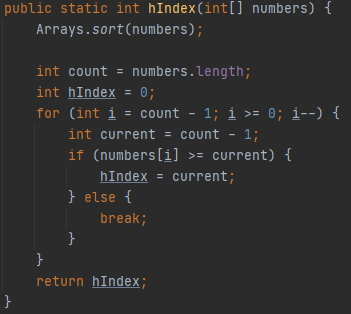 public static int hIndex(int[] numbers) {
    Arrays.sort(numbers);
    int count = numbers.length;
    int hIndex = 0;
    for (int i = count - 1; i >= 0; i--) {
        int current = count - 1;
        if (numbers[i] >= current) {
            hIndex = current;
        } else {
            break;
        }
    }
    return hIndex;
}